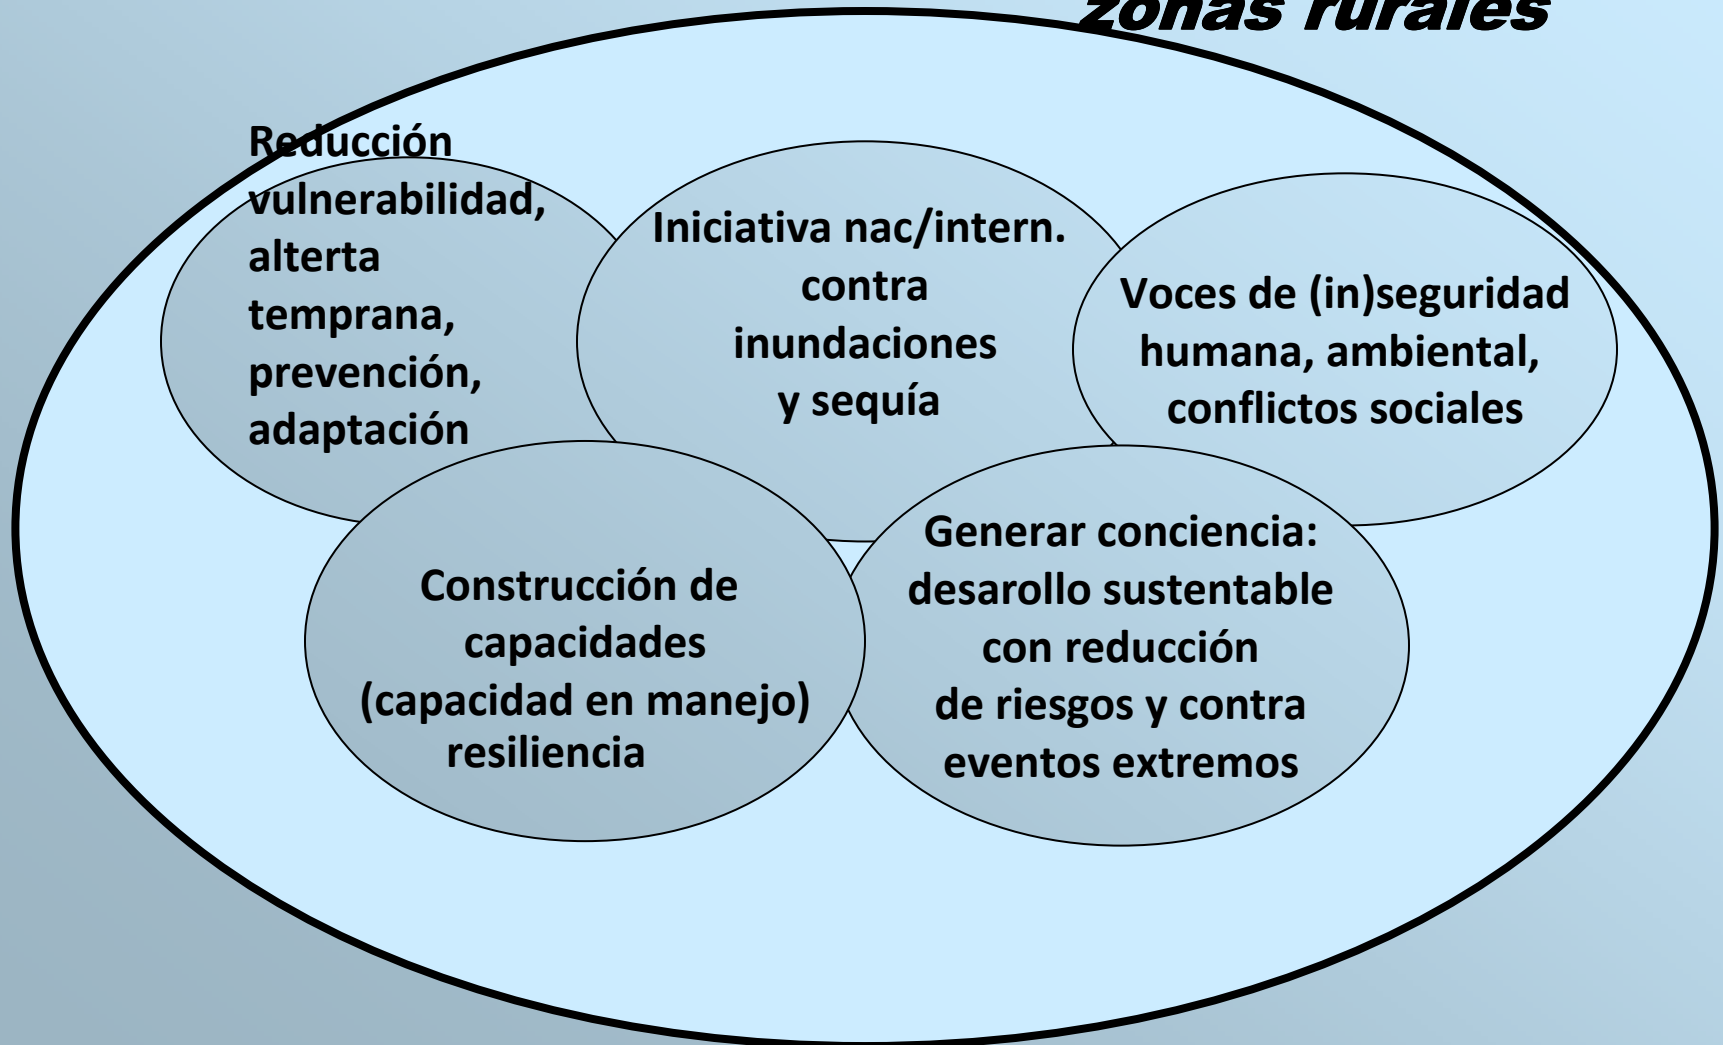 zonas rurales
Reducción
vulnerabilidad,
alterta
temprana,
prevención,
adaptación
Iniciativa nac/intern.
contra
inundaciones
y sequía
Voces de (in)seguridad
humana, ambiental,
conflictos sociales
Construcción de
capacidades
(capacidad en manejo)
resiliencia
Generar conciencia:
desarollo sustentable
con reducción
de riesgos y contra
eventos extremos